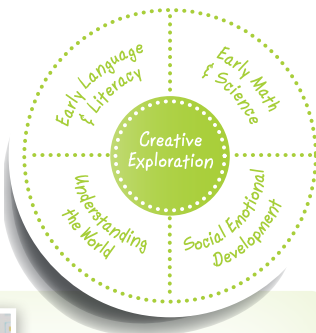 Early Language
& Literacy
Early Math
& Science
Creative
Exploration
Understanding
the World
Social Emotional
Development